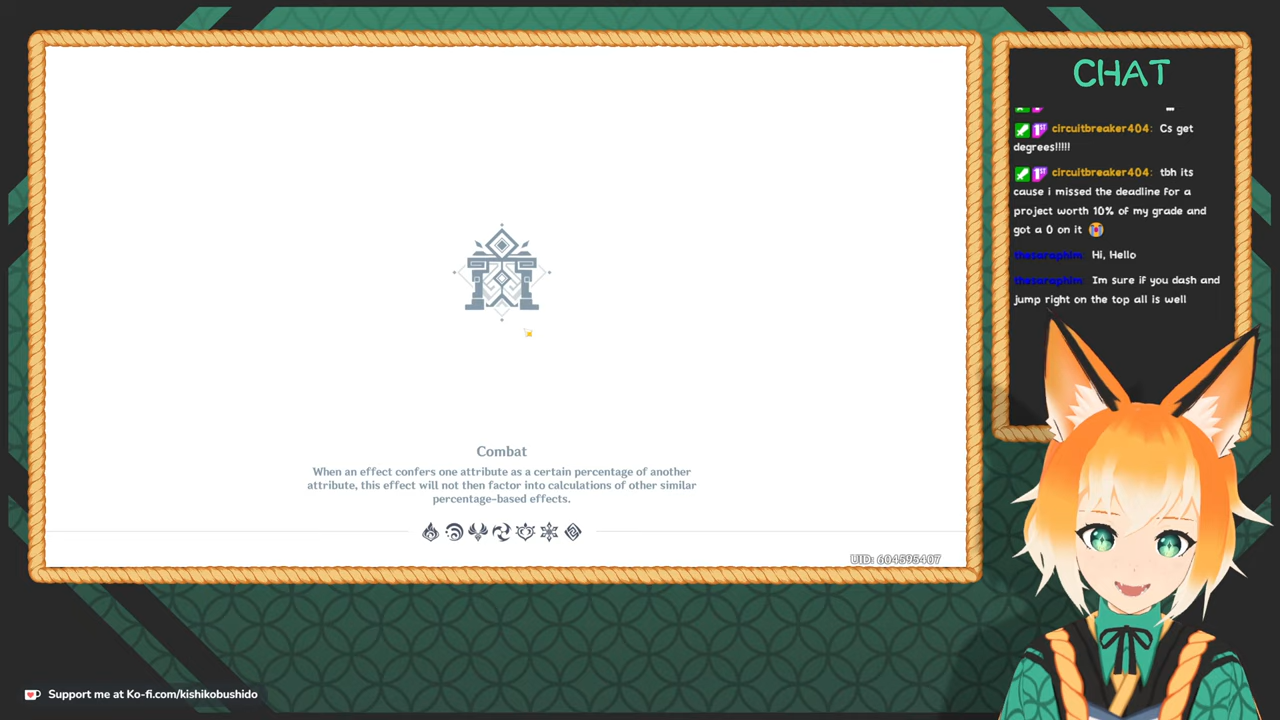 CHAT
circuitbreaker404: Cs get
degrees!!!!!
circuitbreaker404: tbh its
cause i missed the deadline for a
project worth 10% of my grade and
got a 0 on it 😭
thesaraphim: Hi, Hello
thesaraphim: Im sure if you dash and
jump right on the top all is well
Combat
When an effect confers one attribute as a certain percentage of another
attribute, this effect will not then factor into calculations of other similar
percentage-based effects.
UID: 604595407
Support me at Ko-fi.com/kishikobushido